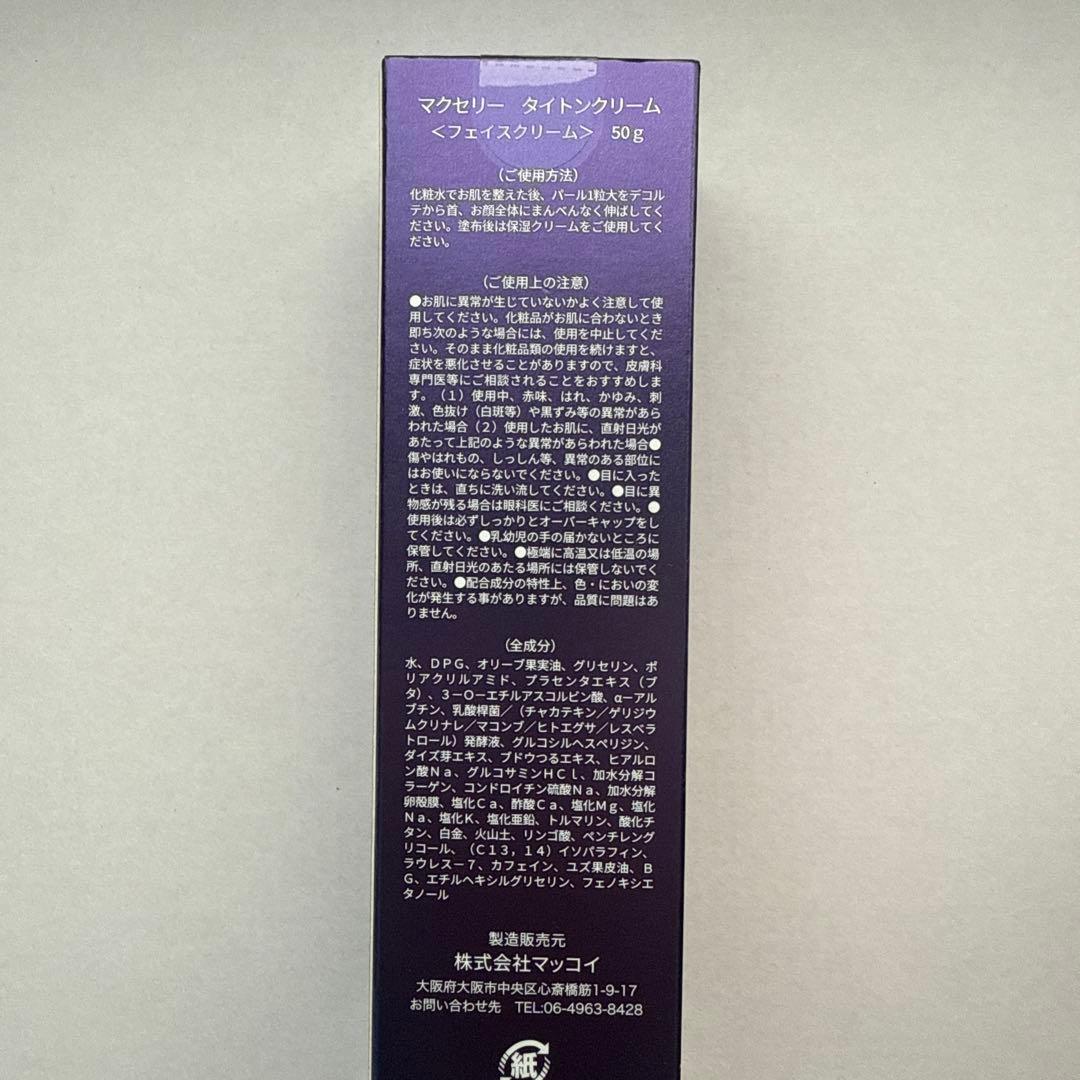 マクセリー　タイトンクリーム
＜フェイスクリーム＞　50ｇ
（ご使用方法）
化粧水でお肌を整えた後、パール1粒大をデコル
テから首、お顔全体にまんべんなく伸ばしてく
ださい。塗布後は保湿クリームをご使用してく
ださい。
（ご使用上の注意）
●お肌に異常が生じていないかよく注意して使
用してください。化粧品がお肌に合わないとき
即ち次のような場合には、使用を中止してくだ
さい。そのまま化粧品類の使用を続けますと、
症状を悪化させることがありますので、皮膚科
専門医等にご相談されることをおすすめしま
す。（１）使用中、赤味、はれ、かゆみ、刺
激、色抜け（白斑等）や黒ずみ等の異常があら
われた場合（２）使用したお肌に、直射日光が
あたって上記のような異常があらわれた場合●
傷やはれもの、しっしん等、異常のある部位に
はお使いにならないでください。●目に入った
ときは、直ちに洗い流してください。●目に異
物感が残る場合は眼科医にご相談ください。●
使用後は必ずしっかりとオーバーキャップをし
てください。●乳幼児の手の届かないところに
保管してください。●極端に高温又は低温の場
所、直射日光のあたる場所には保管しないでく
ださい。●配合成分の特性上、色・においの変
化が発生する事がありますが、品質に問題はあ
りません。
（全成分）
水、ＤＰＧ、オリーブ果実油、グリセリン、ポ
リアクリルアミド、プラセンタエキス（ブ
タ）、３－Ｏ－エチルアスコルビン酸、α－アル
ブチン、乳酸桿菌／（チャカテキン／ゲリジウ
ムクリナレ／マコンブ／ヒトエグサ／レスベラ
トロール）発酵液、グルコシルヘスペリジン、
ダイズ芽エキス、ブドウつるエキス、ヒアルロ
ン酸Ｎａ、グルコサミンＨＣｌ、加水分解コ
ラーゲン、コンドロイチン硫酸Ｎａ、加水分解
卵殻膜、塩化Ｃａ、酢酸Ｃａ、塩化Ｍｇ、塩化
Ｎａ、塩化Ｋ、塩化亜鉛、トルマリン、酸化チ
タン、白金、火山土、リンゴ酸、ペンチレング
リコール、（Ｃ１３，１４）イソパラフィン、
ラウレス－７、カフェイン、ユズ果皮油、Ｂ
Ｇ、エチルヘキシルグリセリン、フェノキシエ
タノール
製造販売元
株式会社マッコイ
大阪府大阪市中央区心斎橋筋1-9-17
お問い合わせ先　TEL:06-4963-8428
紙